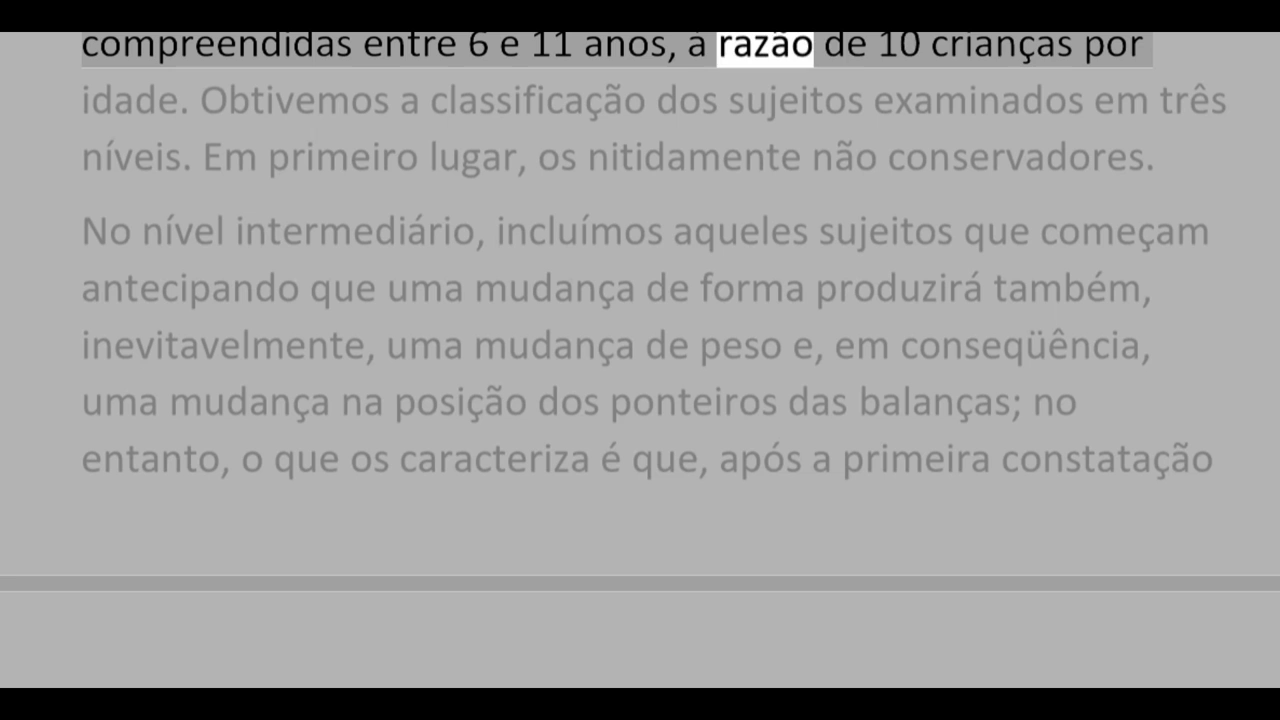 compreendidas entre 6 e 11 anos, à razão de 10 crianças por
idade. Obtivemos a classificação dos sujeitos examinados em três
níveis. Em primeiro lugar, os nitidamente não conservadores.
No nível intermediário, incluímos aqueles sujeitos que começam
antecipando que uma mudança de forma produzirá também,
inevitavelmente, uma mudança de peso e, em conseqüência,
uma mudança na posição dos ponteiros das balanças; no
entanto, o que os caracteriza é que, após a primeira constatação